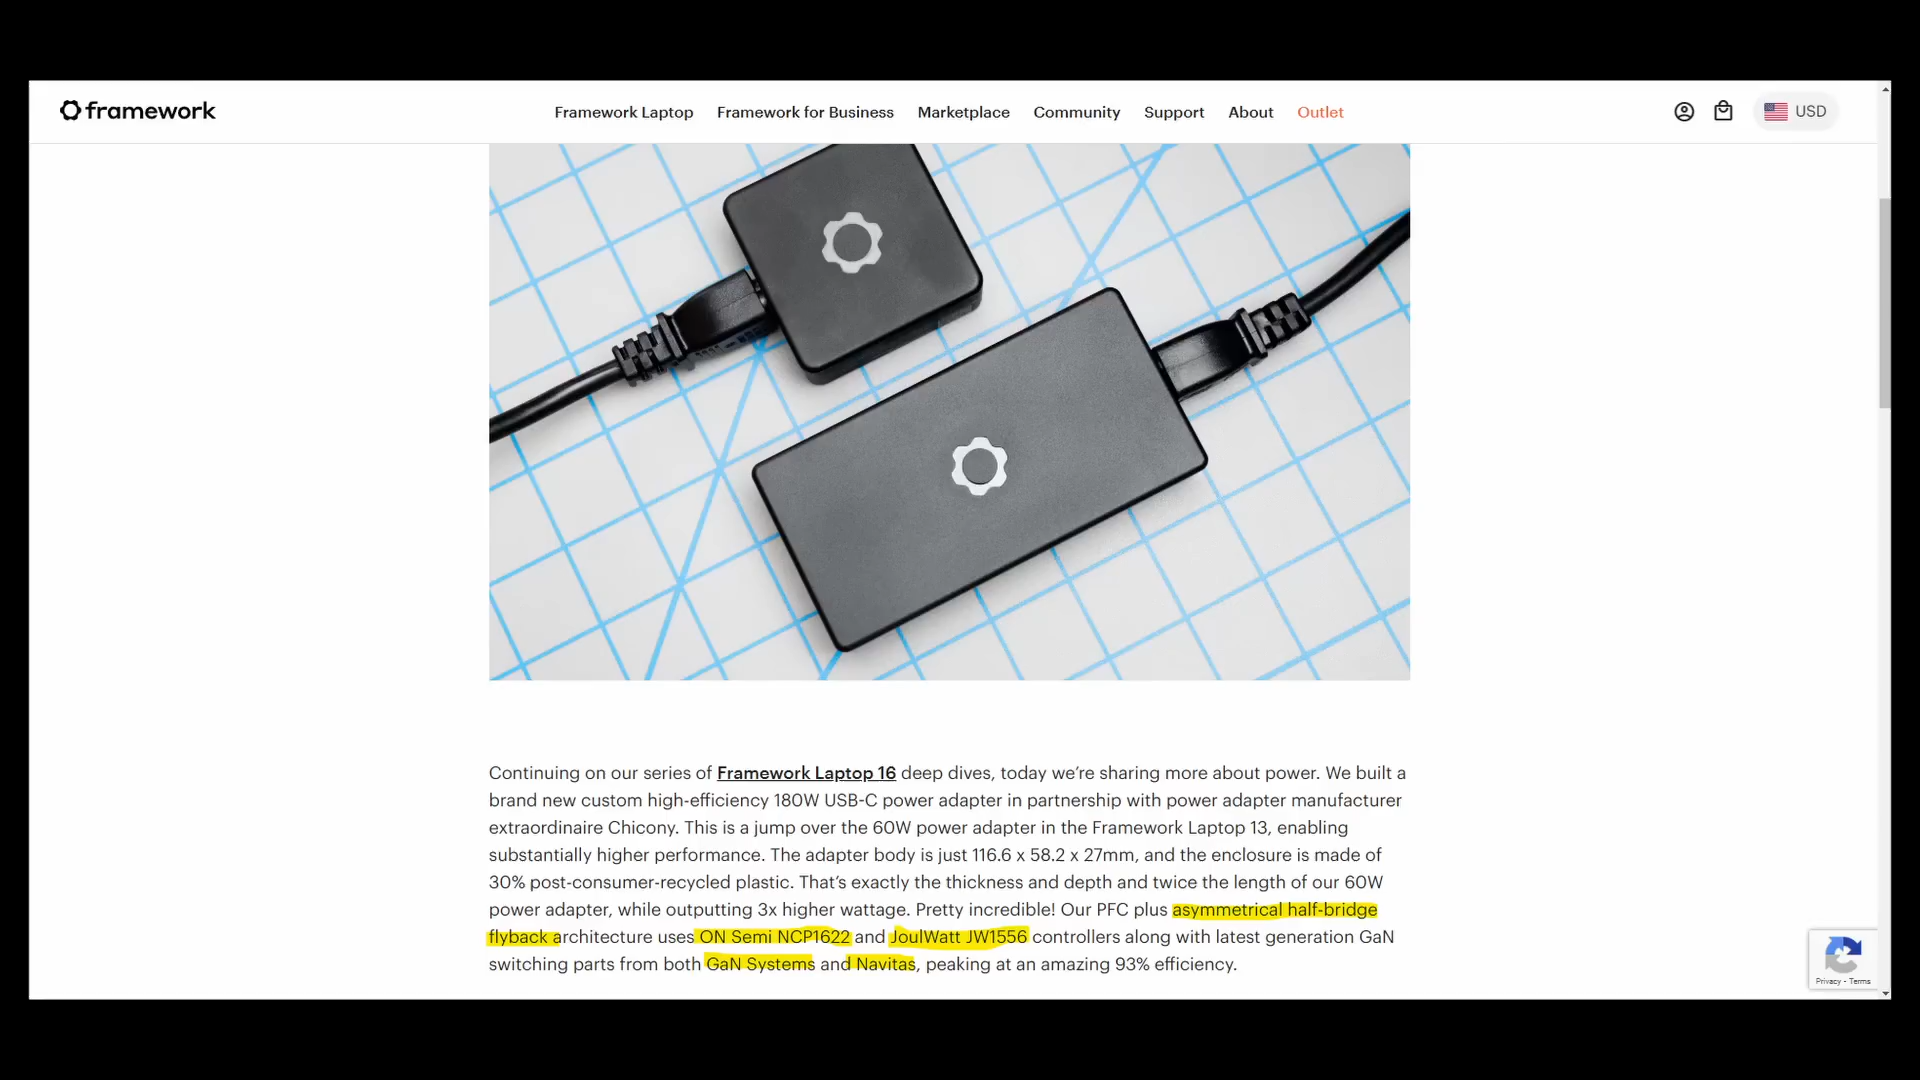 framework
Framework Laptop Framework for Business Marketplace Community Support About Outlet USD
Continuing on our series of Framework Laptop 16 deep dives, today we’re sharing more about power. We built a
brand new custom high-efficiency 180W USB-C power adapter in partnership with power adapter manufacturer
extraordinaire Chicony. This is a jump over the 60W power adapter in the Framework Laptop 13, enabling
substantially higher performance. The adapter body is just 116.6 x 58.2 x 27mm, and the enclosure is made of
30% post-consumer-recycled plastic. That’s exactly the thickness and depth and twice the length of our 60W
power adapter, while outputting 3x higher wattage. Pretty incredible! Our PFC plus asymmetrical half-bridge
flyback architecture uses ON Semi NCP1622 and JoulWatt JW1556 controllers along with latest generation GaN
switching parts from both GaN Systems and Navitas, peaking at an amazing 93% efficiency.
Privacy - Terms